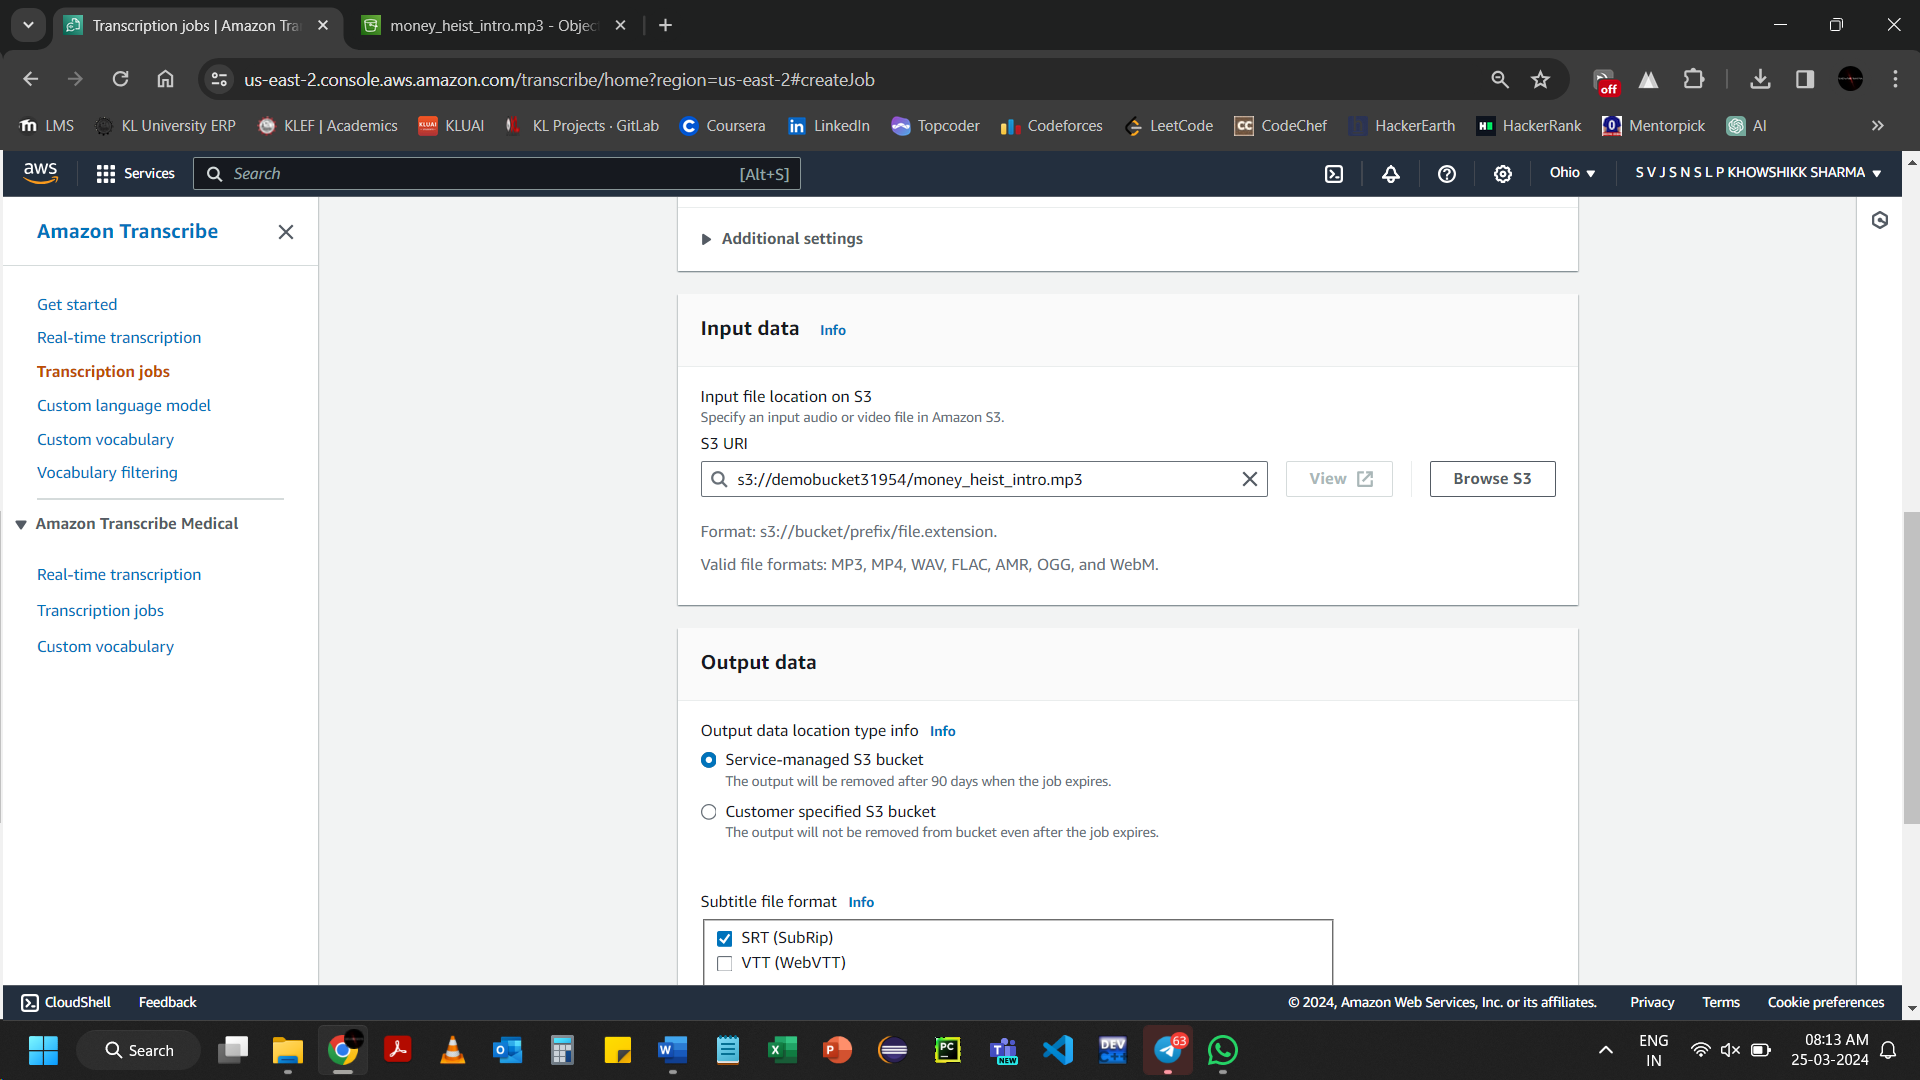 Transcription jobs | Amazon Tra
money_heist_intro.mp3 - Objec
us-east-2.console.aws.amazon.com/transcribe/home?region=us-east-2#createJob
off
LMS
KL University ERP
KLEF | Academics
KLUAI
KL Projects · GitLab
Coursera
LinkedIn
Topcoder
Codeforces
LeetCode
CodeChef
HackerEarth
HackerRank
Mentorpick
AI
aws
Services
Search
[Alt+S]
Ohio
S V J S N S L P KHOWSHIKK SHARMA
Amazon Transcribe
Get started
Real-time transcription
Transcription jobs
Custom language model
Custom vocabulary
Vocabulary filtering
Amazon Transcribe Medical
Real-time transcription
Transcription jobs
Custom vocabulary
Additional settings
Input data Info
Input file location on S3
Specify an input audio or video file in Amazon S3.
S3 URI
s3://demobucket31954/money_heist_intro.mp3
View
Browse S3
Format: s3://bucket/prefix/file.extension.
Valid file formats: MP3, MP4, WAV, FLAC, AMR, OGG, and WebM.
Output data
Output data location type info Info
Service-managed S3 bucket
The output will be removed after 90 days when the job expires.
Customer specified S3 bucket
The output will not be removed from bucket even after the job expires.
Subtitle file format Info
SRT (SubRip)
VTT (WebVTT)
CloudShell
Feedback
© 2024, Amazon Web Services, Inc. or its affiliates.
Privacy
Terms
Cookie preferences
Search
63
ENG
IN
08:13 AM
25-03-2024